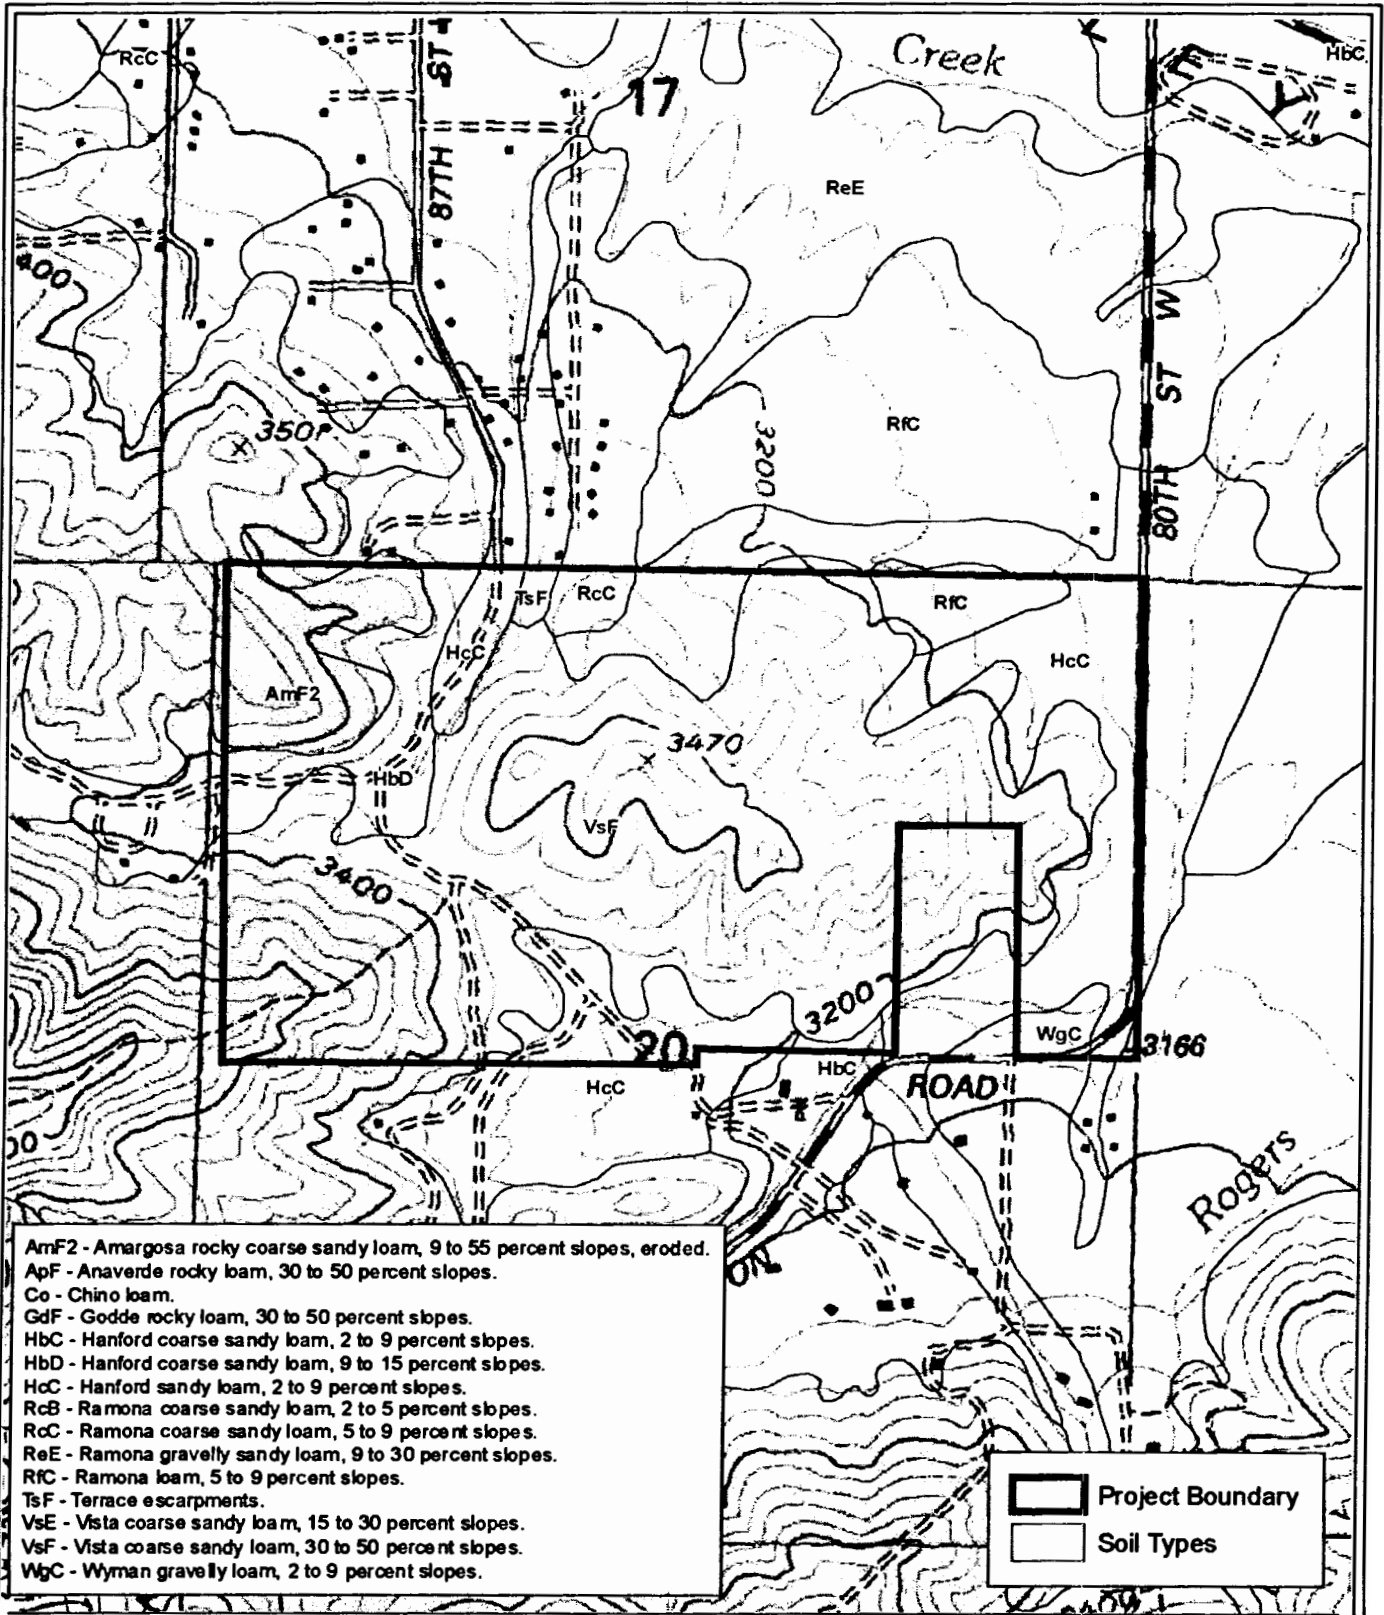 RcC
ST
17
Creek
HbC
87TH
ReE
400
ST W
3501
RfC
3200
80TH
TsF
RcC
RfC
HcC
HcC
AmF2
3470
HbD
VsF
3400
3200
WgC
20
3166
HbC
HcC
ROAD
00
Rogers
ON
AmF2 - Amargosa rocky coarse sandy loam, 9 to 55 percent slopes, eroded.
ApF - Anaverde rocky loam, 30 to 50 percent slopes.
Co - Chino loam.
GdF - Godde rocky loam, 30 to 50 percent slopes.
HbC - Hanford coarse sandy loam, 2 to 9 percent slopes.
HbD - Hanford coarse sandy loam, 9 to 15 percent slopes.
HcC - Hanford sandy loam, 2 to 9 percent slopes.
RcB - Ramona coarse sandy loam, 2 to 5 percent slopes.
RcC - Ramona coarse sandy loam, 5 to 9 percent slopes.
ReE - Ramona gravelly sandy loam, 9 to 30 percent slopes.
RfC - Ramona loam, 5 to 9 percent slopes.
TsF - Terrace escarpments.
VsE - Vista coarse sandy loam, 15 to 30 percent slopes.
VsF - Vista coarse sandy loam, 30 to 50 percent slopes.
WgC - Wyman gravelly loam, 2 to 9 percent slopes.
Project Boundary
Soil Types